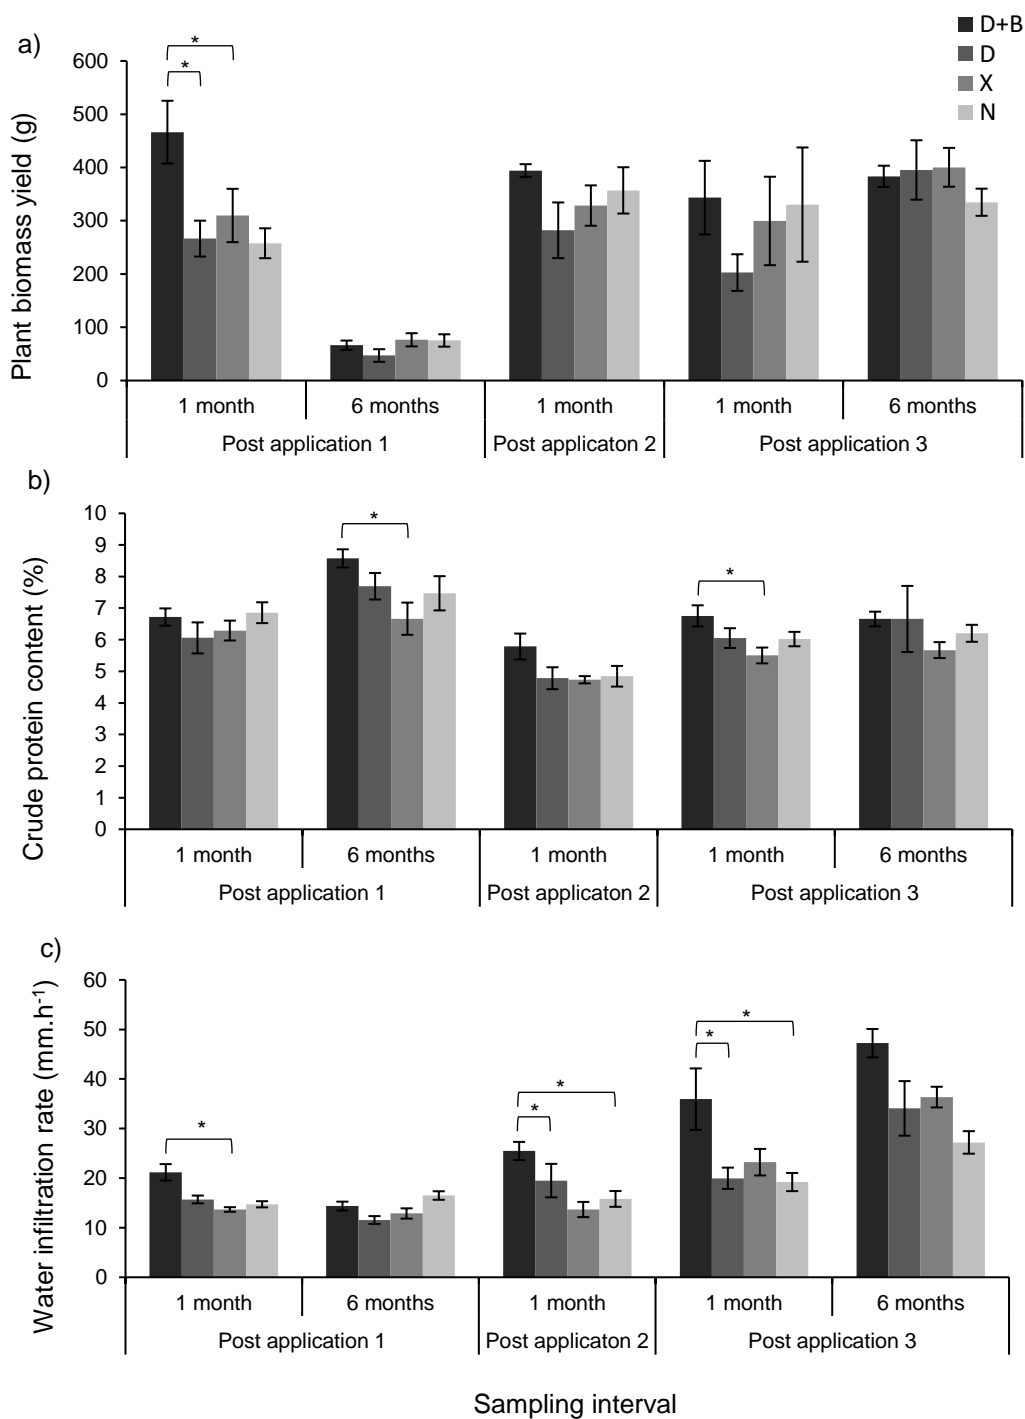 a)
D+B
D
X
N
Plant biomass yield (g)
600
500
400
300
200
100
0
* *
1 month 6 months 1 month 1 month 6 months
Post application 1 Post applicaton 2 Post application 3
b)
Crude protein content (%)
10
9
8
7
6
5
4
3
2
1
0
* *
1 month 6 months 1 month 1 month 6 months
Post application 1 Post applicaton 2 Post application 3
c)
Water infiltration rate (mm.h-1)
60
50
40
30
20
10
0
* * * * *
1 month 6 months 1 month 1 month 6 months
Post application 1 Post applicaton 2 Post application 3
Sampling interval